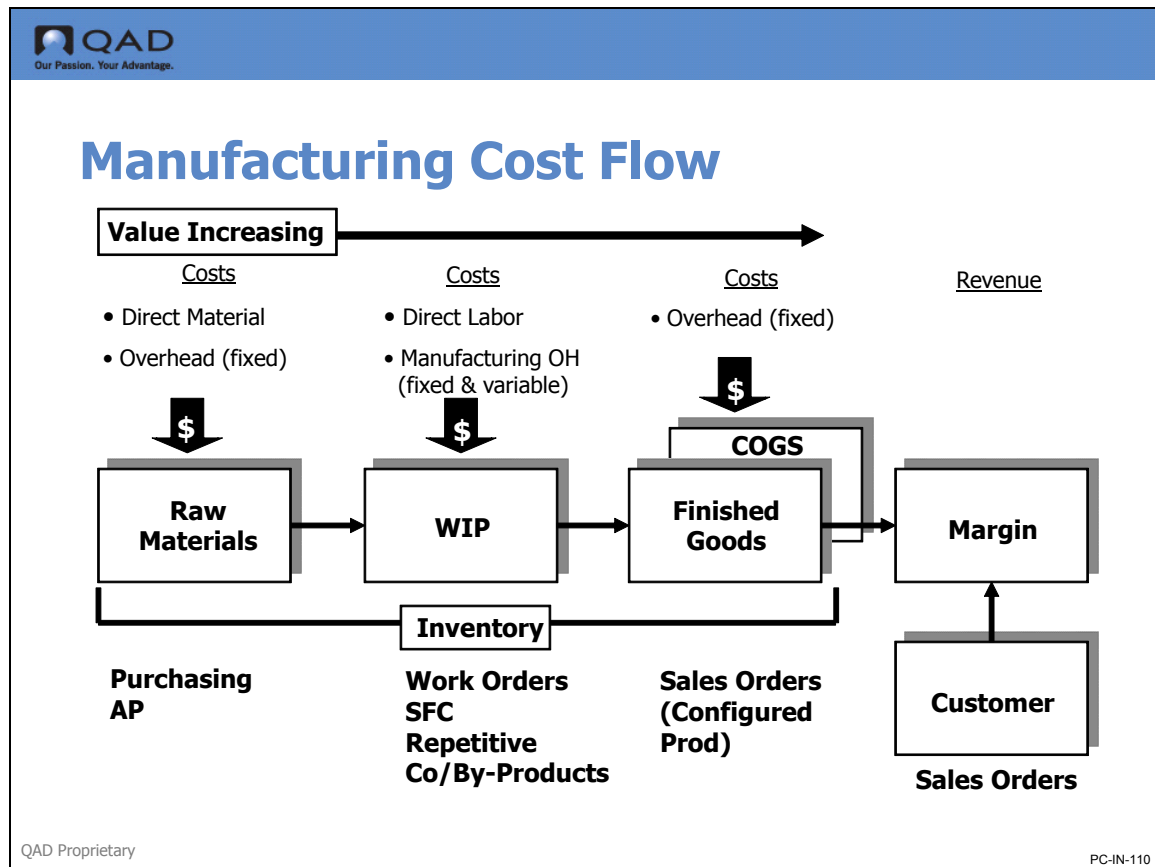 QAD
Our Passion. Your Advantage.
Manufacturing Cost Flow
Value Increasing
Costs
• Direct Material
• Overhead (fixed)
$
Costs
• Direct Labor
• Manufacturing OH
(fixed & variable)
$
Costs
• Overhead (fixed)
$
Revenue
Raw
Materials
WIP
COGS
Finished
Goods
Margin
Inventory
Purchasing
AP
Work Orders
SFC
Repetitive
Co/By-Products
Sales Orders
(Configured
Prod)
Customer
Sales Orders
QAD Proprietary
PC-IN-110